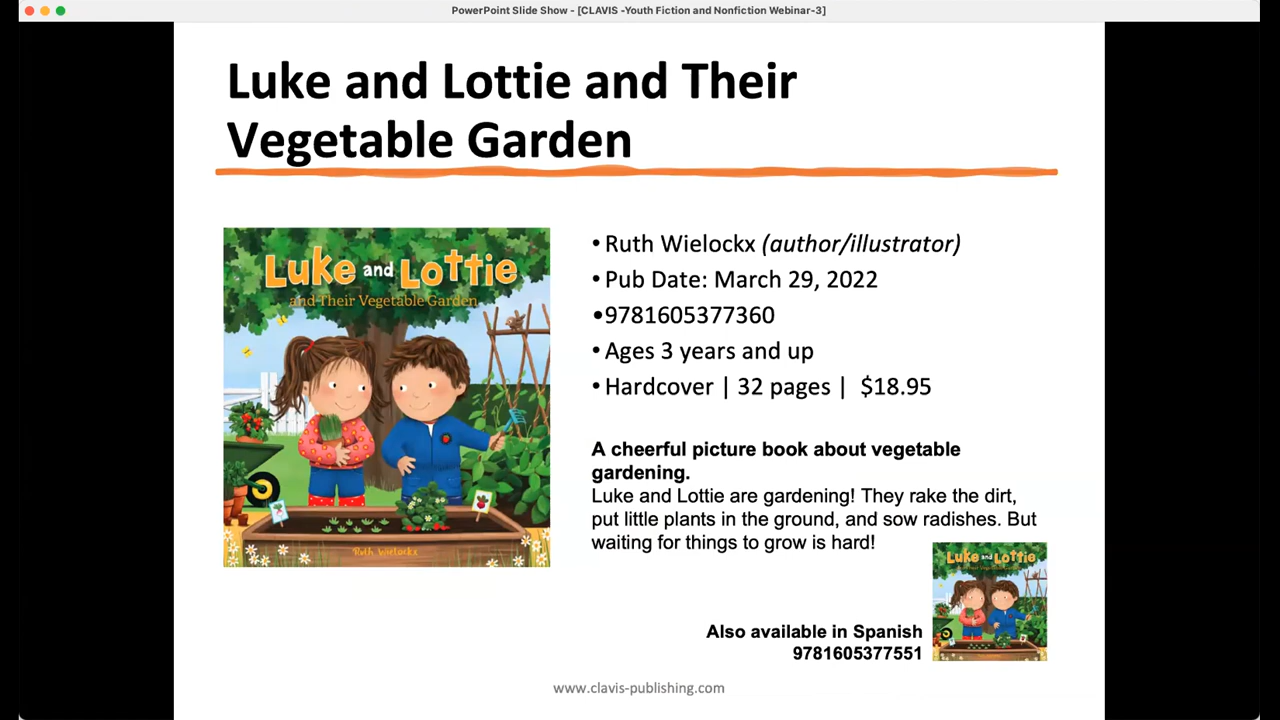 PowerPoint Slide Show - [CLAVIS -Youth Fiction and Nonfiction Webinar-3]
Luke and Lottie and Their
Vegetable Garden
Luke and Lottie
and Their Vegetable Garden
Ruth Wielockx
• Ruth Wielockx (author/illustrator)
• Pub Date: March 29, 2022
•9781605377360
• Ages 3 years and up
• Hardcover | 32 pages | $18.95
A cheerful picture book about vegetable
gardening.
Luke and Lottie are gardening! They rake the dirt,
put little plants in the ground, and sow radishes. But
waiting for things to grow is hard!
Luke and Lottie
Also available in Spanish
9781605377551
www.clavis-publishing.com